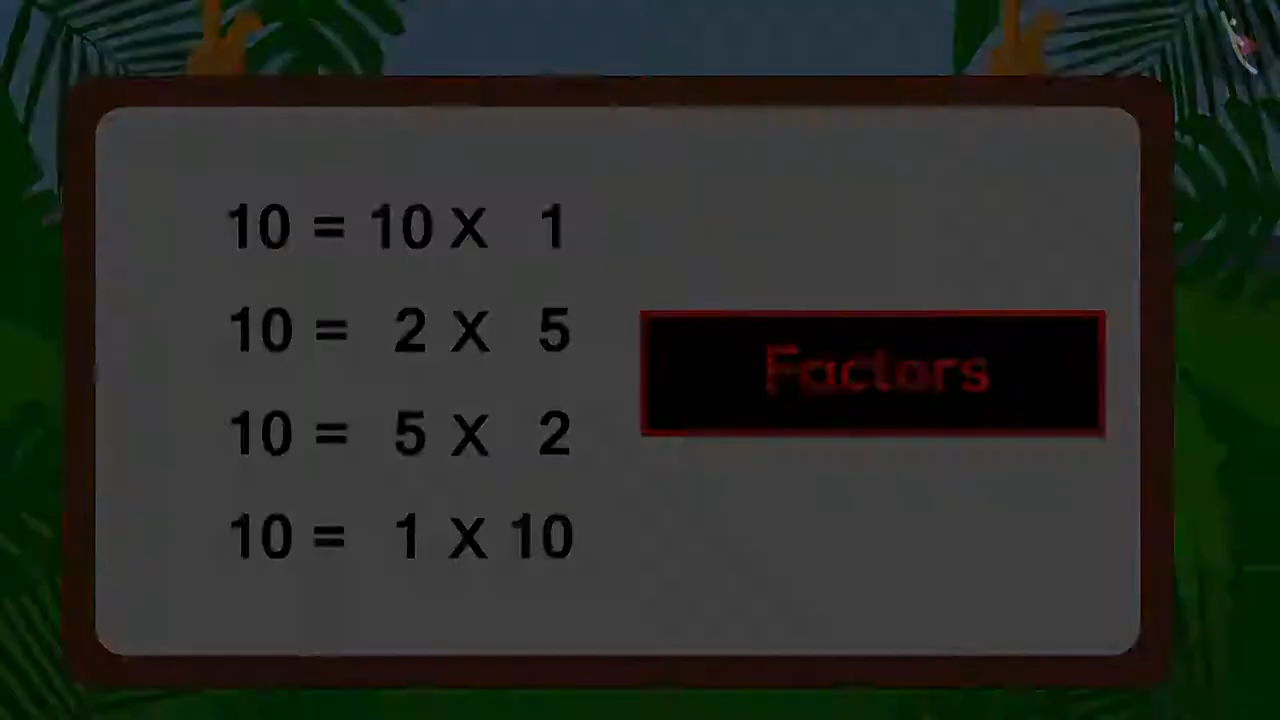 10 = 10 X 1
10 = 2 X 5
Factors
10 = 5 X 2
10 = 1 X 10